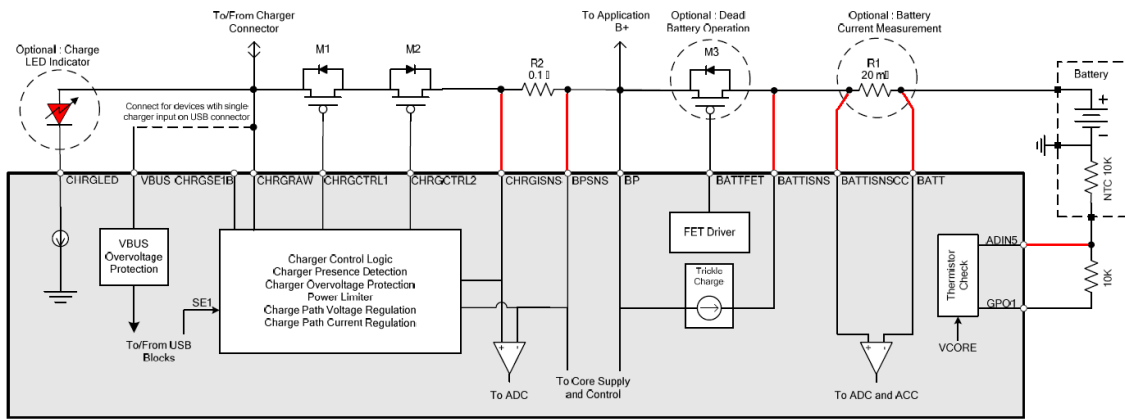 To/From Charger
Connector
To Application
B+
Optional : Dead
Battery Operation
Optional : Battery
Current Measurement
Optional : Charge
LED Indicator
M1
M2
R2
0.1 Ω
M3
R1
20 mΩ
Battery
Connect for devices with single
charger input on USB connector
NTC 10K
CHRGLED
VBUS
CHRGSE1B
CHRGRAW
CHRGCTRL1
CHRGCTRL2
CHRGISNS
BPSNS
BP
BATTFET
BATTISNS
BATTISNSCC
BATT
VBUS
Overvoltage
Protection
Charger Control Logic
Charger Presence Detection
Charger Overvoltage Protection
Power Limiter
Charge Path Voltage Regulation
Charge Path Current Regulation
SE1
To/From USB
Blocks
FET Driver
Trickle
Charge
Thermistor
Check
ADIN5
GPO1
10K
VCORE
To ADC
To Core Supply
and Control
To ADC and ACC